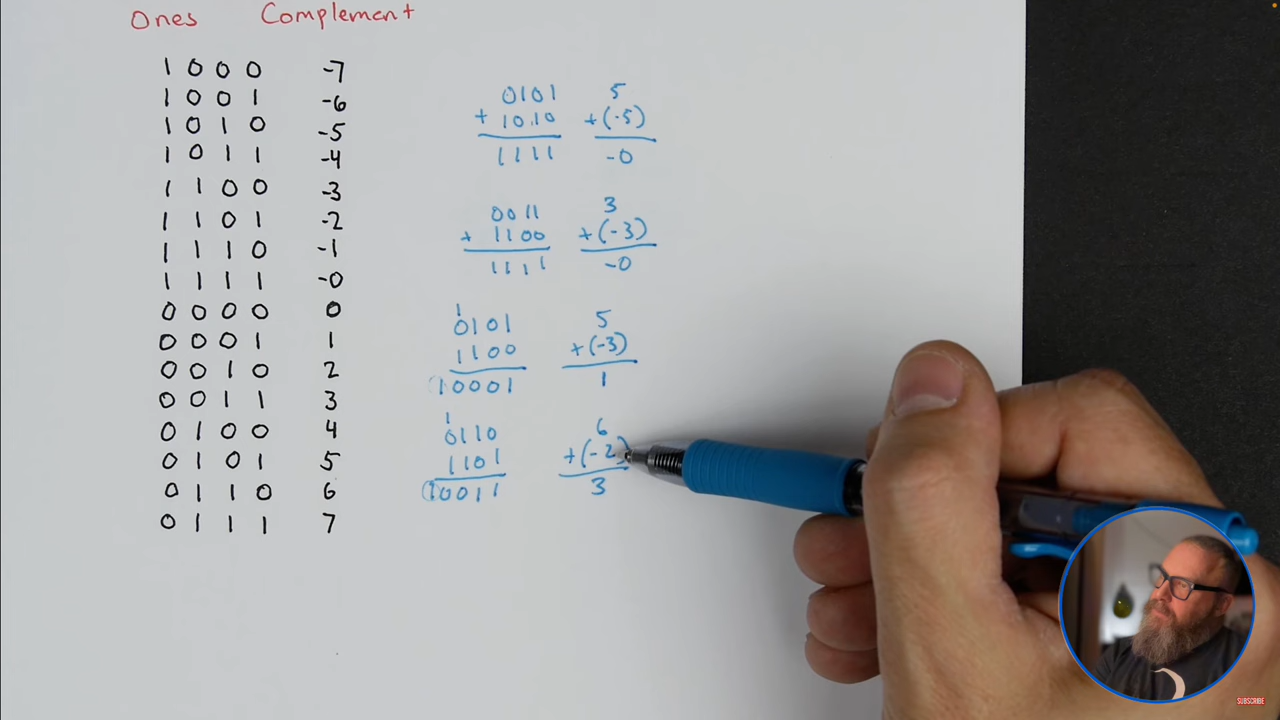 Ones Complement
1 0 0 0 -7
1 0 0 1 -6
1 0 1 0 -5
1 0 1 1 -4
1 1 0 0 -3
1 1 0 1 -2
1 1 1 0 -1
1 1 1 1 -0
0 0 0 0 0
0 0 0 1 1
0 0 1 0 2
0 0 1 1 3
0 1 0 0 4
0 1 0 1 5
0 1 1 0 6
0 1 1 1 7
0101 5
+ 1010 +(-5)
1111 -0
0011 3
+ 1100 +(-3)
1111 -0
1
0101 5
1100 +(-3)
10001 1
1
0110 6
1101 +(-2)
10011 3
SUBSCRIBE